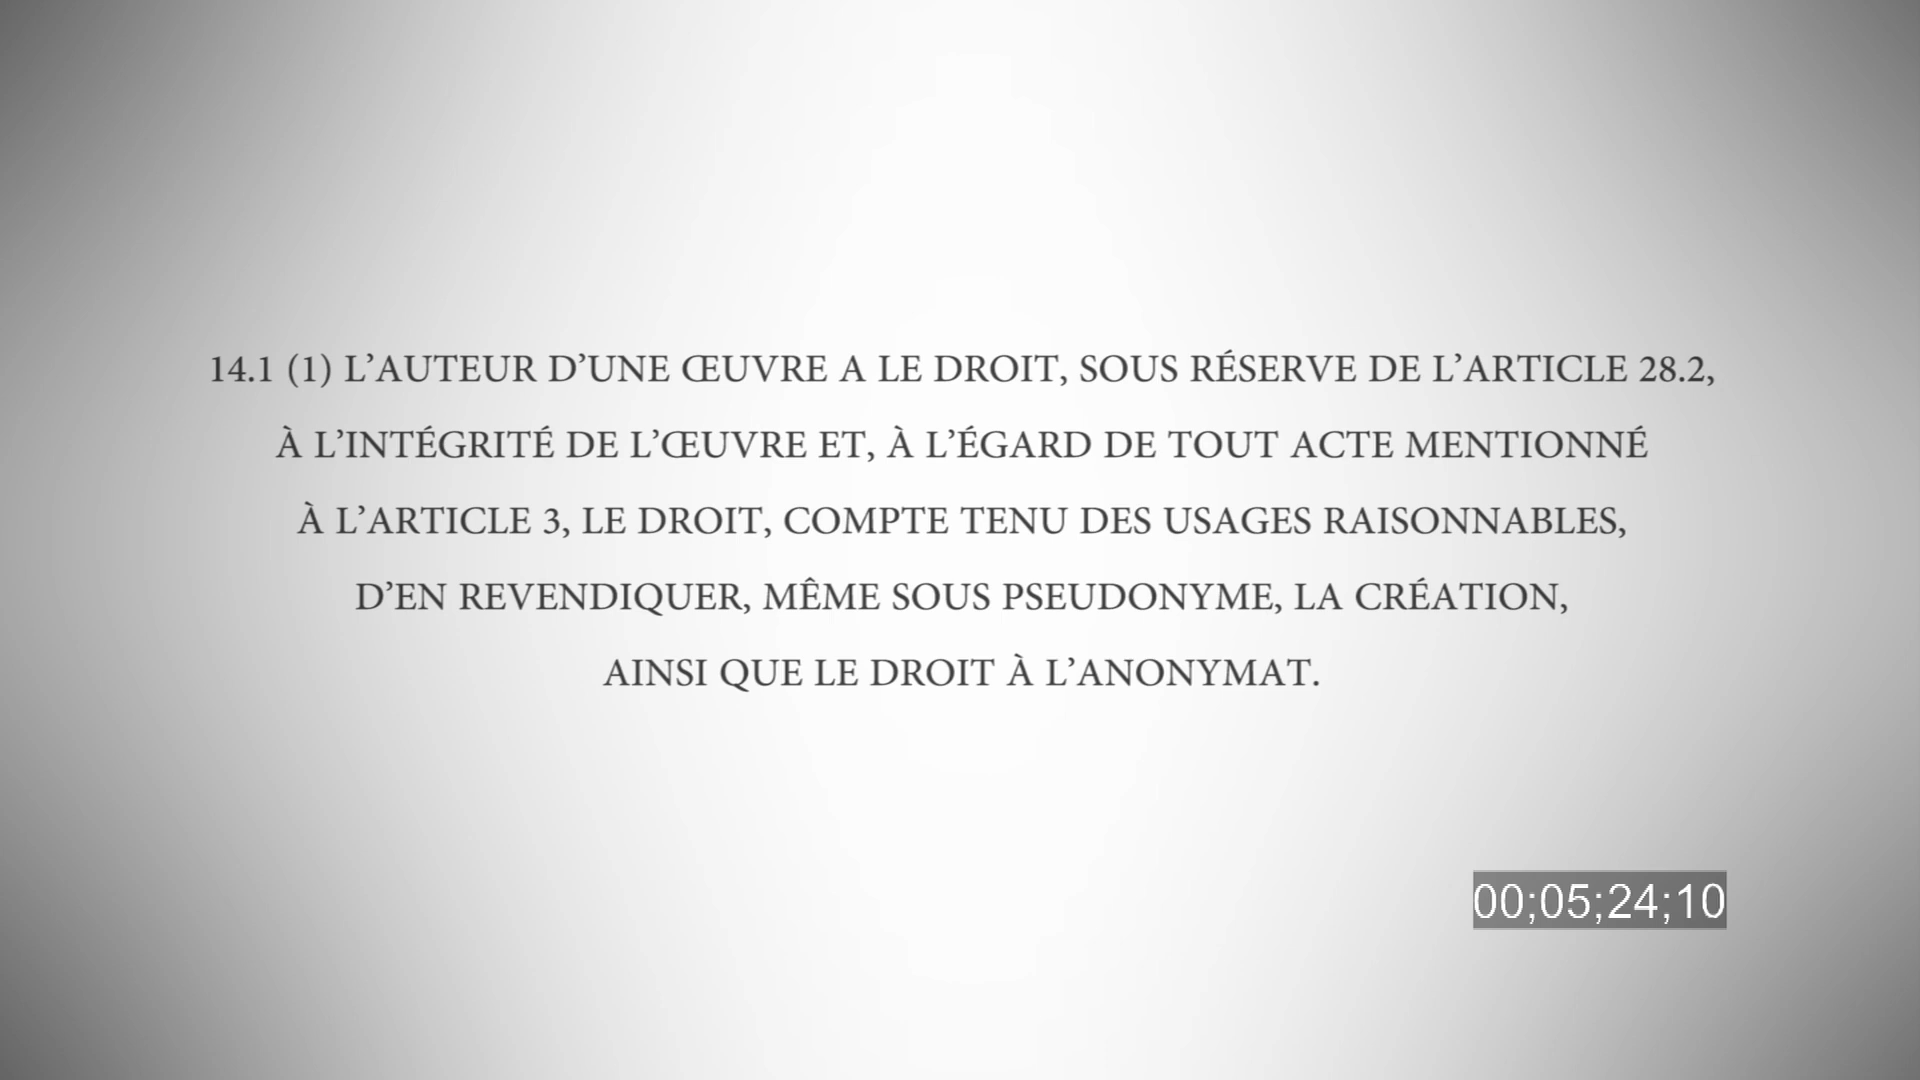 14.1 (1) L’AUTEUR D’UNE ŒUVRE A LE DROIT, SOUS RÉSERVE DE L’ARTICLE 28.2,
À L’INTÉGRITÉ DE L’ŒUVRE ET, À L’ÉGARD DE TOUT ACTE MENTIONNÉ
À L’ARTICLE 3, LE DROIT, COMPTE TENU DES USAGES RAISONNABLES,
D’EN REVENDIQUER, MÊME SOUS PSEUDONYME, LA CRÉATION,
AINSI QUE LE DROIT À L’ANONYMAT.
00;05;24;10